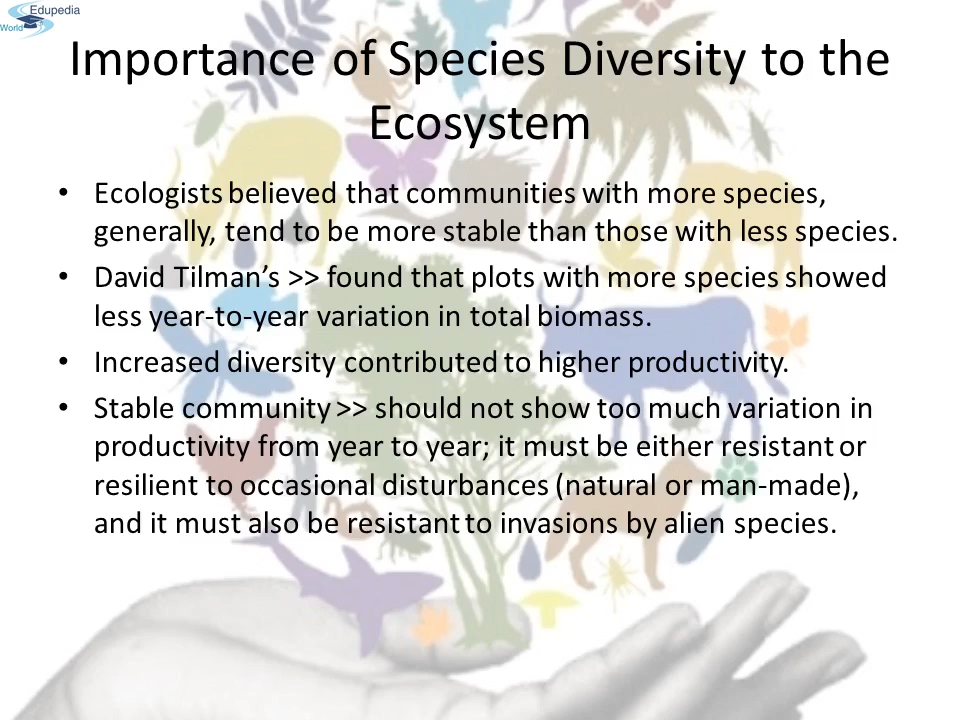 Edupedia
World
Importance of Species Diversity to the
Ecosystem
• Ecologists believed that communities with more species,
generally, tend to be more stable than those with less species.
• David Tilman’s >> found that plots with more species showed
less year-to-year variation in total biomass.
• Increased diversity contributed to higher productivity.
• Stable community >> should not show too much variation in
productivity from year to year; it must be either resistant or
resilient to occasional disturbances (natural or man-made),
and it must also be resistant to invasions by alien species.